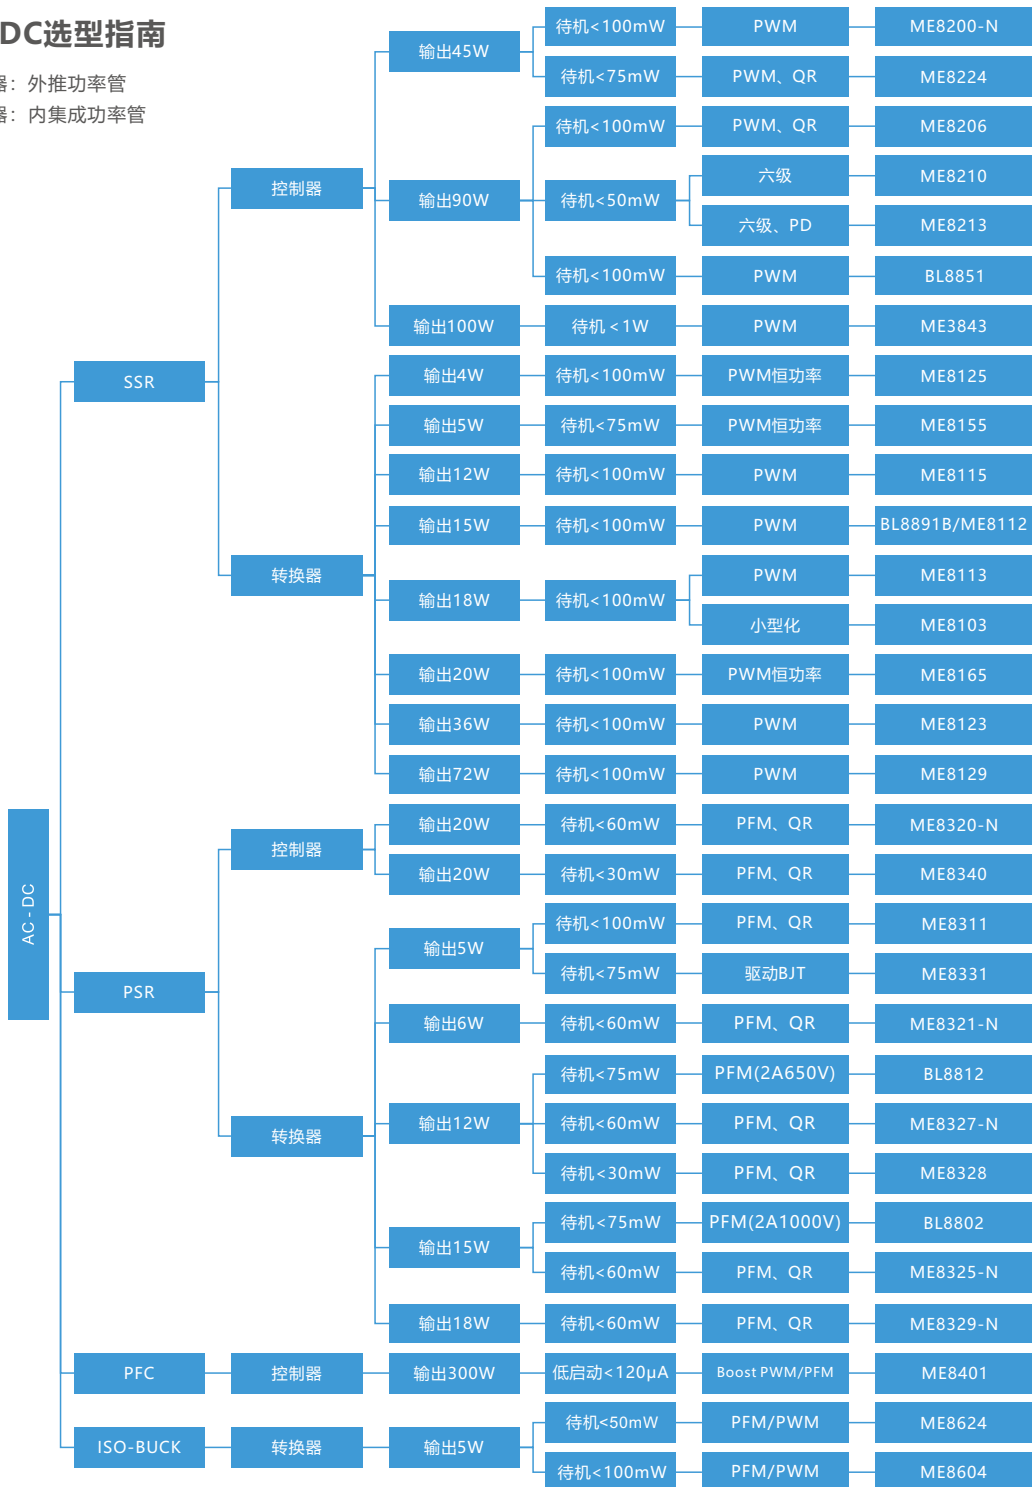 DC选型指南
器：外推功率管
器：内集成功率管
AC-DC
SSR
控制器
输出45W
待机<100mW
PWM
ME8200-N
待机<75mW
PWM、QR
ME8224
输出90W
待机<100mW
PWM、QR
ME8206
待机<50mW
六级
ME8210
六级、PD
ME8213
待机<100mW
PWM
BL8851
输出100W
待机<1W
PWM
ME3843
转换器
输出4W
待机<100mW
PWM恒功率
ME8125
输出5W
待机<75mW
PWM恒功率
ME8155
输出12W
待机<100mW
PWM
ME8115
输出15W
待机<100mW
PWM
BL8891B/ME8112
输出18W
待机<100mW
PWM
ME8113
小型化
ME8103
输出20W
待机<100mW
PWM恒功率
ME8165
输出36W
待机<100mW
PWM
ME8123
输出72W
待机<100mW
PWM
ME8129
PSR
控制器
输出20W
待机<60mW
PFM、QR
ME8320-N
输出20W
待机<30mW
PFM、QR
ME8340
转换器
输出5W
待机<100mW
PFM、QR
ME8311
待机<75mW
驱动BJT
ME8331
输出6W
待机<60mW
PFM、QR
ME8321-N
输出12W
待机<75mW
PFM(2A650V)
BL8812
待机<60mW
PFM、QR
ME8327-N
待机<30mW
PFM、QR
ME8328
输出15W
待机<75mW
PFM(2A1000V)
BL8802
待机<60mW
PFM、QR
ME8325-N
输出18W
待机<60mW
PFM、QR
ME8329-N
PFC
控制器
输出300W
低启动<120μA
Boost PWM/PFM
ME8401
ISO-BUCK
转换器
输出5W
待机<50mW
PFM/PWM
ME8624
待机<100mW
PFM/PWM
ME8604